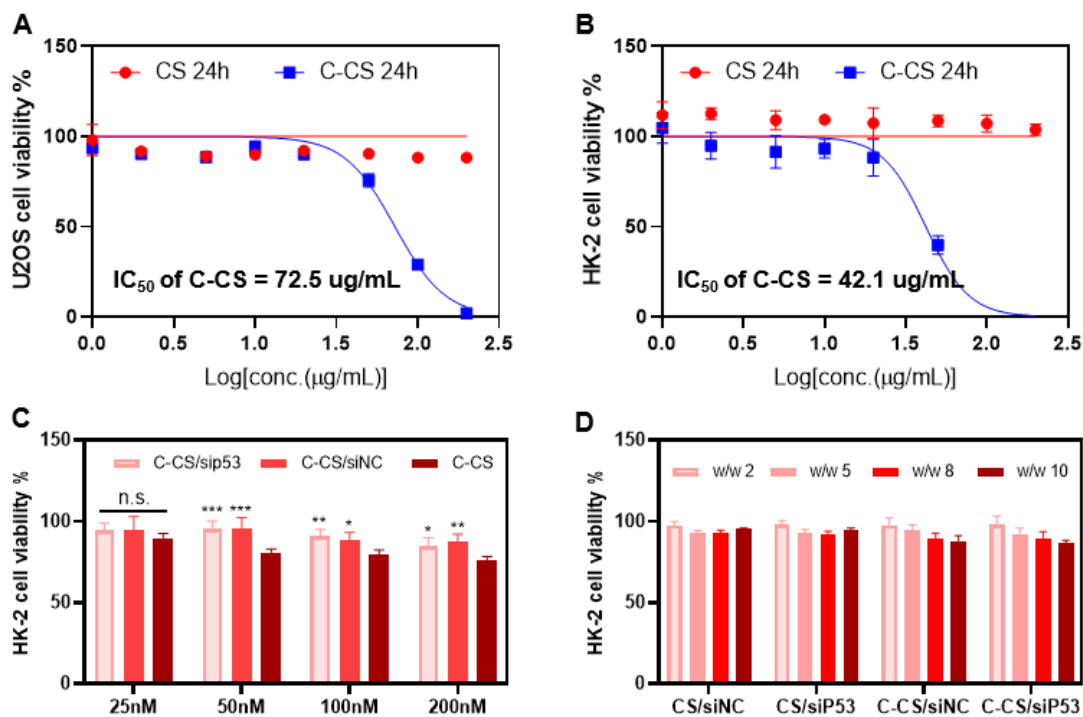 A
150
100
50
0
U2OS cell viability %
CS 24h
C-CS 24h
IC50 of C-CS = 72.5 ug/mL
0.0 0.5 1.0 1.5 2.0 2.5
Log[conc.(μg/mL)]
B
150
100
50
0
HK-2 cell viability %
CS 24h
C-CS 24h
IC50 of C-CS = 42.1 ug/mL
0.0 0.5 1.0 1.5 2.0 2.5
Log[conc.(μg/mL)]
C
150
100
50
0
HK-2 cell viability %
C-CS/sip53 C-CS/siNC C-CS
n.s.
*** *** ** * * **
25nM 50nM 100nM 200nM
D
150
100
50
0
HK-2 cell viability %
w/w 2 w/w 5 w/w 8 w/w 10
CS/siNC CS/siP53 C-CS/siNC C-CS/siP53